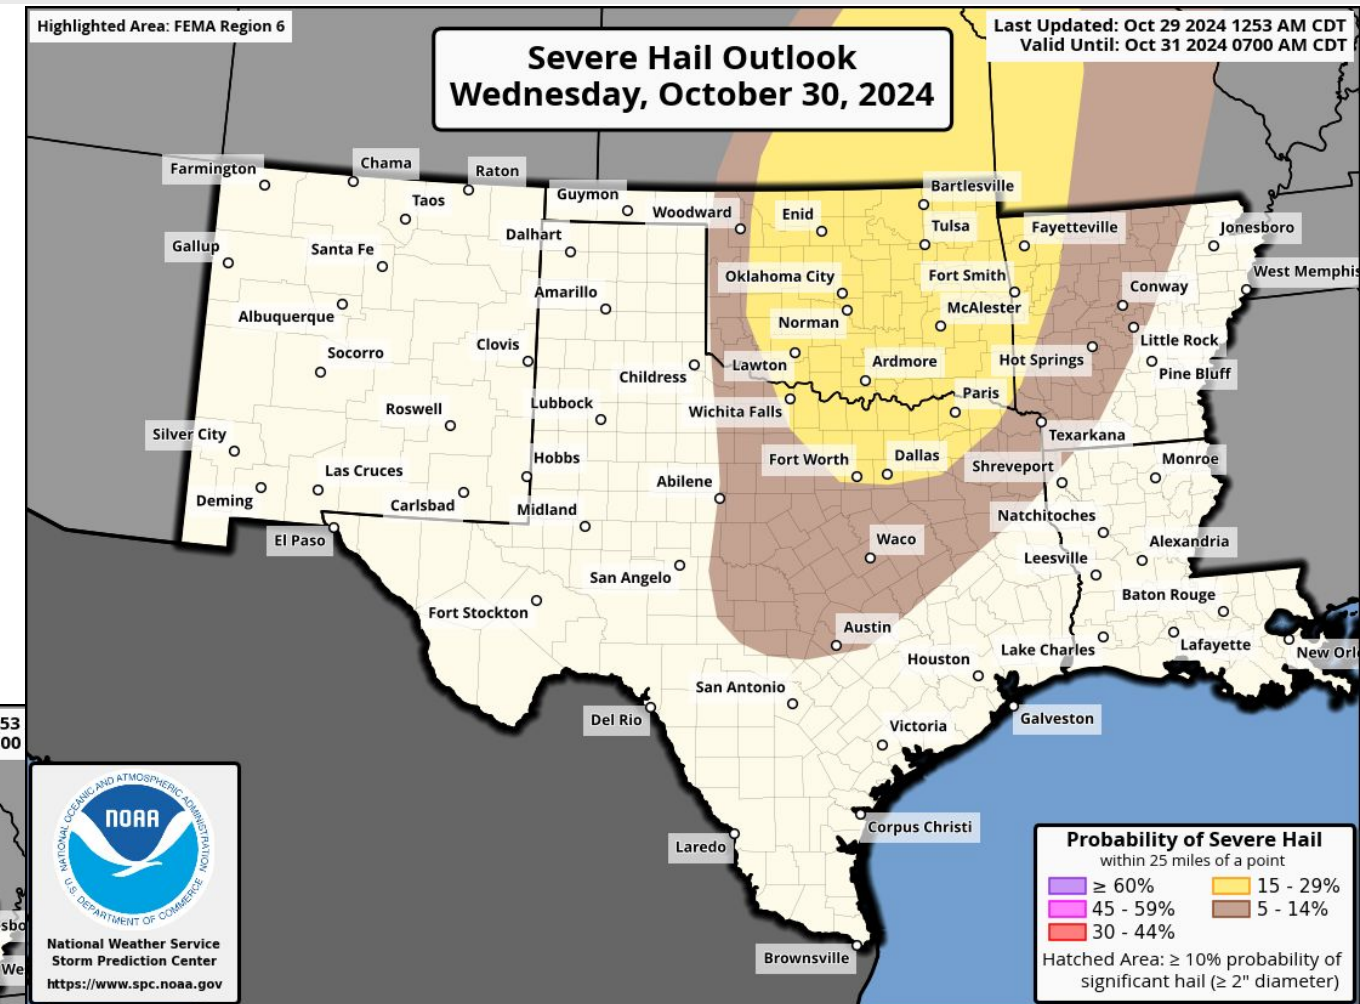 Highlighted Area: FEMA Region 6
Severe Hail Outlook
Wednesday, October 30, 2024
Last Updated: Oct 29 2024 1253 AM CDT
Valid Until: Oct 31 2024 0700 AM CDT
Farmington
Chama
Raton
Taos
Guymon
Woodward
Enid
Bartlesville
Tulsa
Fayetteville
Jonesboro
Gallup
Santa Fe
Dalhart
Oklahoma City
Fort Smith
West Memphis
Albuquerque
Amarillo
Norman
McAlester
Conway
Socorro
Clovis
Childress
Lawton
Ardmore
Hot Springs
Little Rock
Pine Bluff
Roswell
Lubbock
Wichita Falls
Paris
Silver City
Texarkana
Las Cruces
Hobbs
Abilene
Fort Worth
Dallas
Shreveport
Monroe
Deming
Carlsbad
Midland
Natchitoches
El Paso
Waco
Alexandria
San Angelo
Leesville
Fort Stockton
Baton Rouge
Austin
Lake Charles
Lafayette
New Orl
Houston
San Antonio
Del Rio
Victoria
Galveston
53
00
Laredo
Corpus Christi
Brownsville
sbo
We
NATIONAL OCEANIC AND ATMOSPHERIC ADMINISTRATION
NOAA
U.S. DEPARTMENT OF COMMERCE
National Weather Service
Storm Prediction Center
https://www.spc.noaa.gov
Probability of Severe Hail
within 25 miles of a point
≥ 60%
15 - 29%
45 - 59%
5 - 14%
30 - 44%
Hatched Area: ≥ 10% probability of
significant hail (≥ 2" diameter)